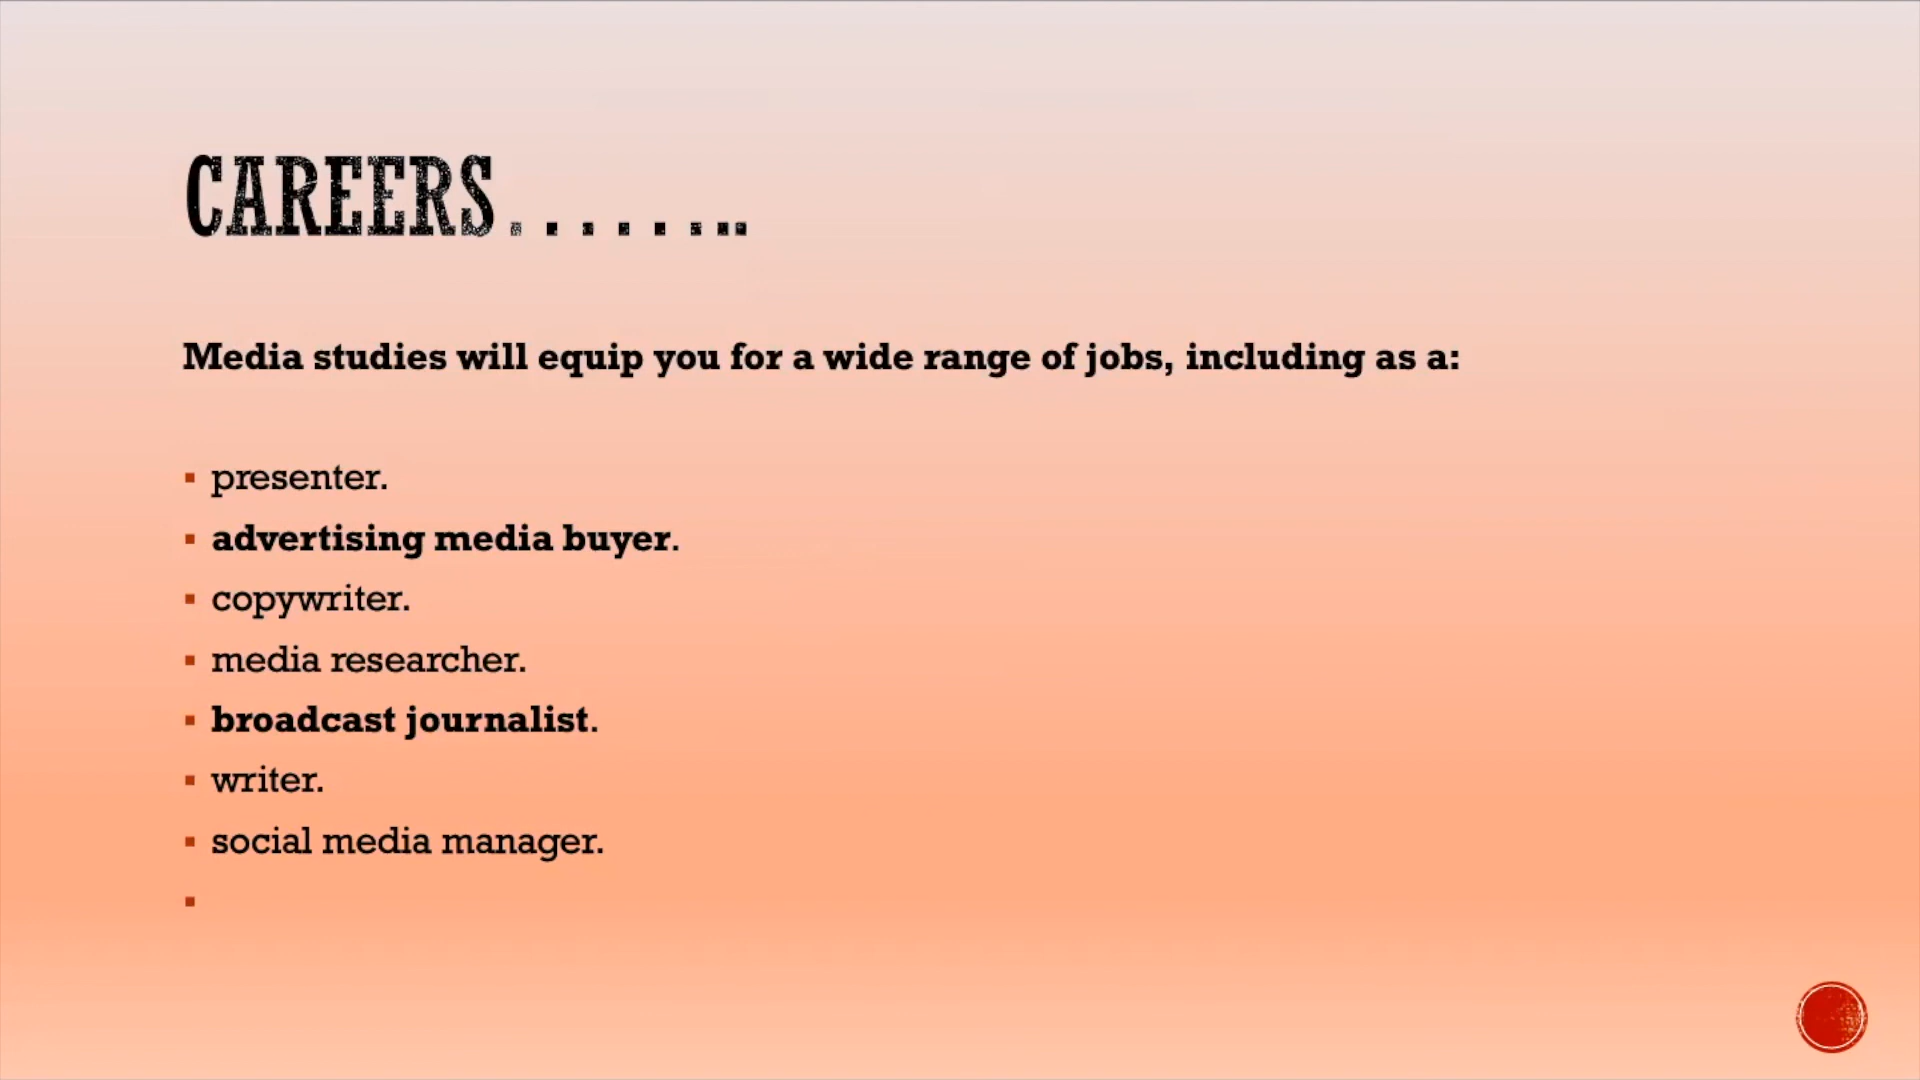 CAREERS........
Media studies will equip you for a wide range of jobs, including as a:
▪ presenter.
▪ advertising media buyer.
▪ copywriter.
▪ media researcher.
▪ broadcast journalist.
▪ writer.
▪ social media manager.
▪